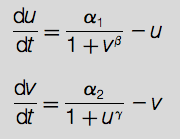 du/dt = α₁/(1 + v^β) − u
dv/dt = α₂/(1 + u^γ) − v